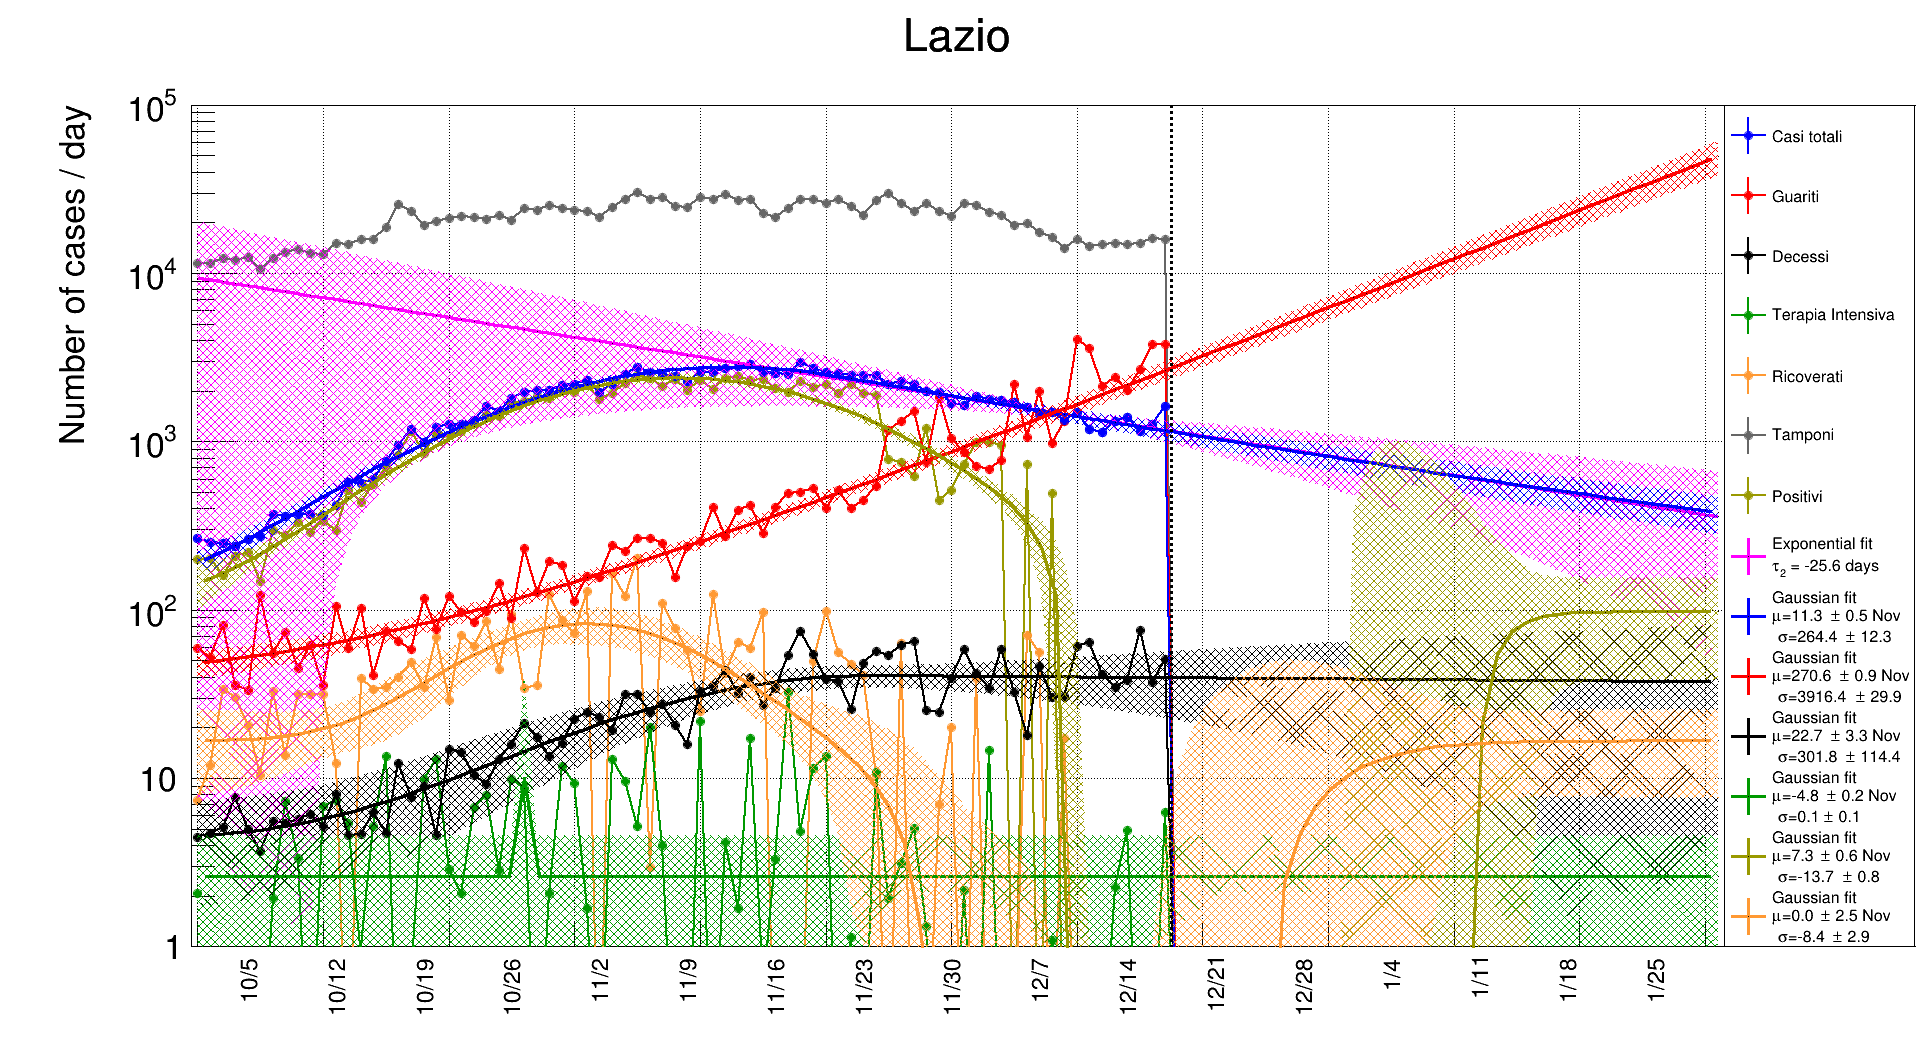 Lazio
Number of cases / day
10^5
10^4
10^3
10^2
10
1
10/5
10/12
10/19
10/26
11/2
11/9
11/16
11/23
11/30
12/7
12/14
12/21
12/28
1/4
1/11
1/18
1/25
Casi totali
Guariti
Decessi
Terapia Intensiva
Ricoverati
Tamponi
Positivi
Exponential fit
τ₂ = -25.6 days
Gaussian fit
μ=11.3 ± 0.5 Nov
σ=264.4 ± 12.3
Gaussian fit
μ=270.6 ± 0.9 Nov
σ=3916.4 ± 29.9
Gaussian fit
μ=22.7 ± 3.3 Nov
σ=301.8 ± 114.4
Gaussian fit
μ=-4.8 ± 0.2 Nov
σ=0.1 ± 0.1
Gaussian fit
μ=7.3 ± 0.6 Nov
σ=-13.7 ± 0.8
Gaussian fit
μ=0.0 ± 2.5 Nov
σ=-8.4 ± 2.9